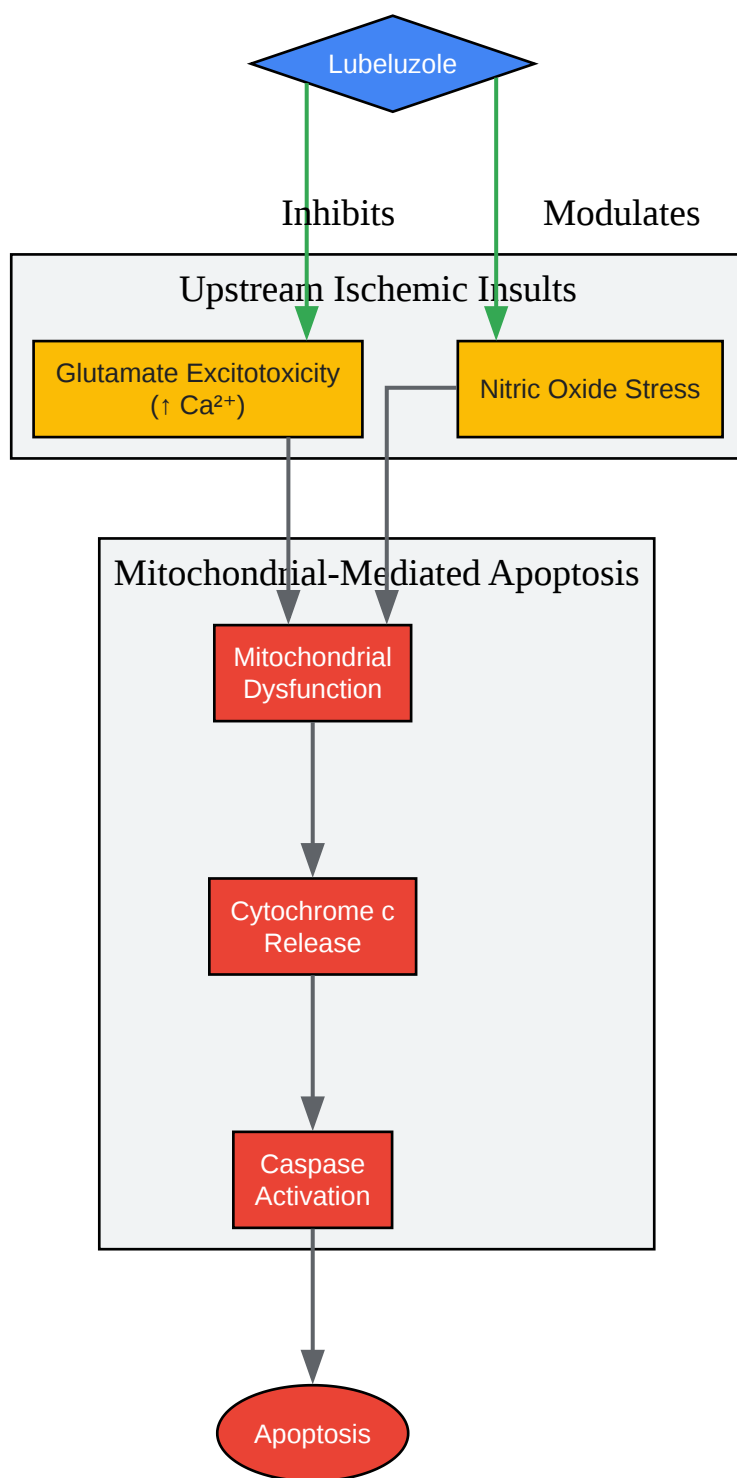 Lubeluzole
Inhibits
Modulates
Upstream Ischemic Insults
Glutamate Excitotoxicity
(↑ Ca²⁺)
Nitric Oxide Stress
Mitochondrial-Mediated Apoptosis
Mitochondrial
Dysfunction
Cytochrome c
Release
Caspase
Activation
Apoptosis